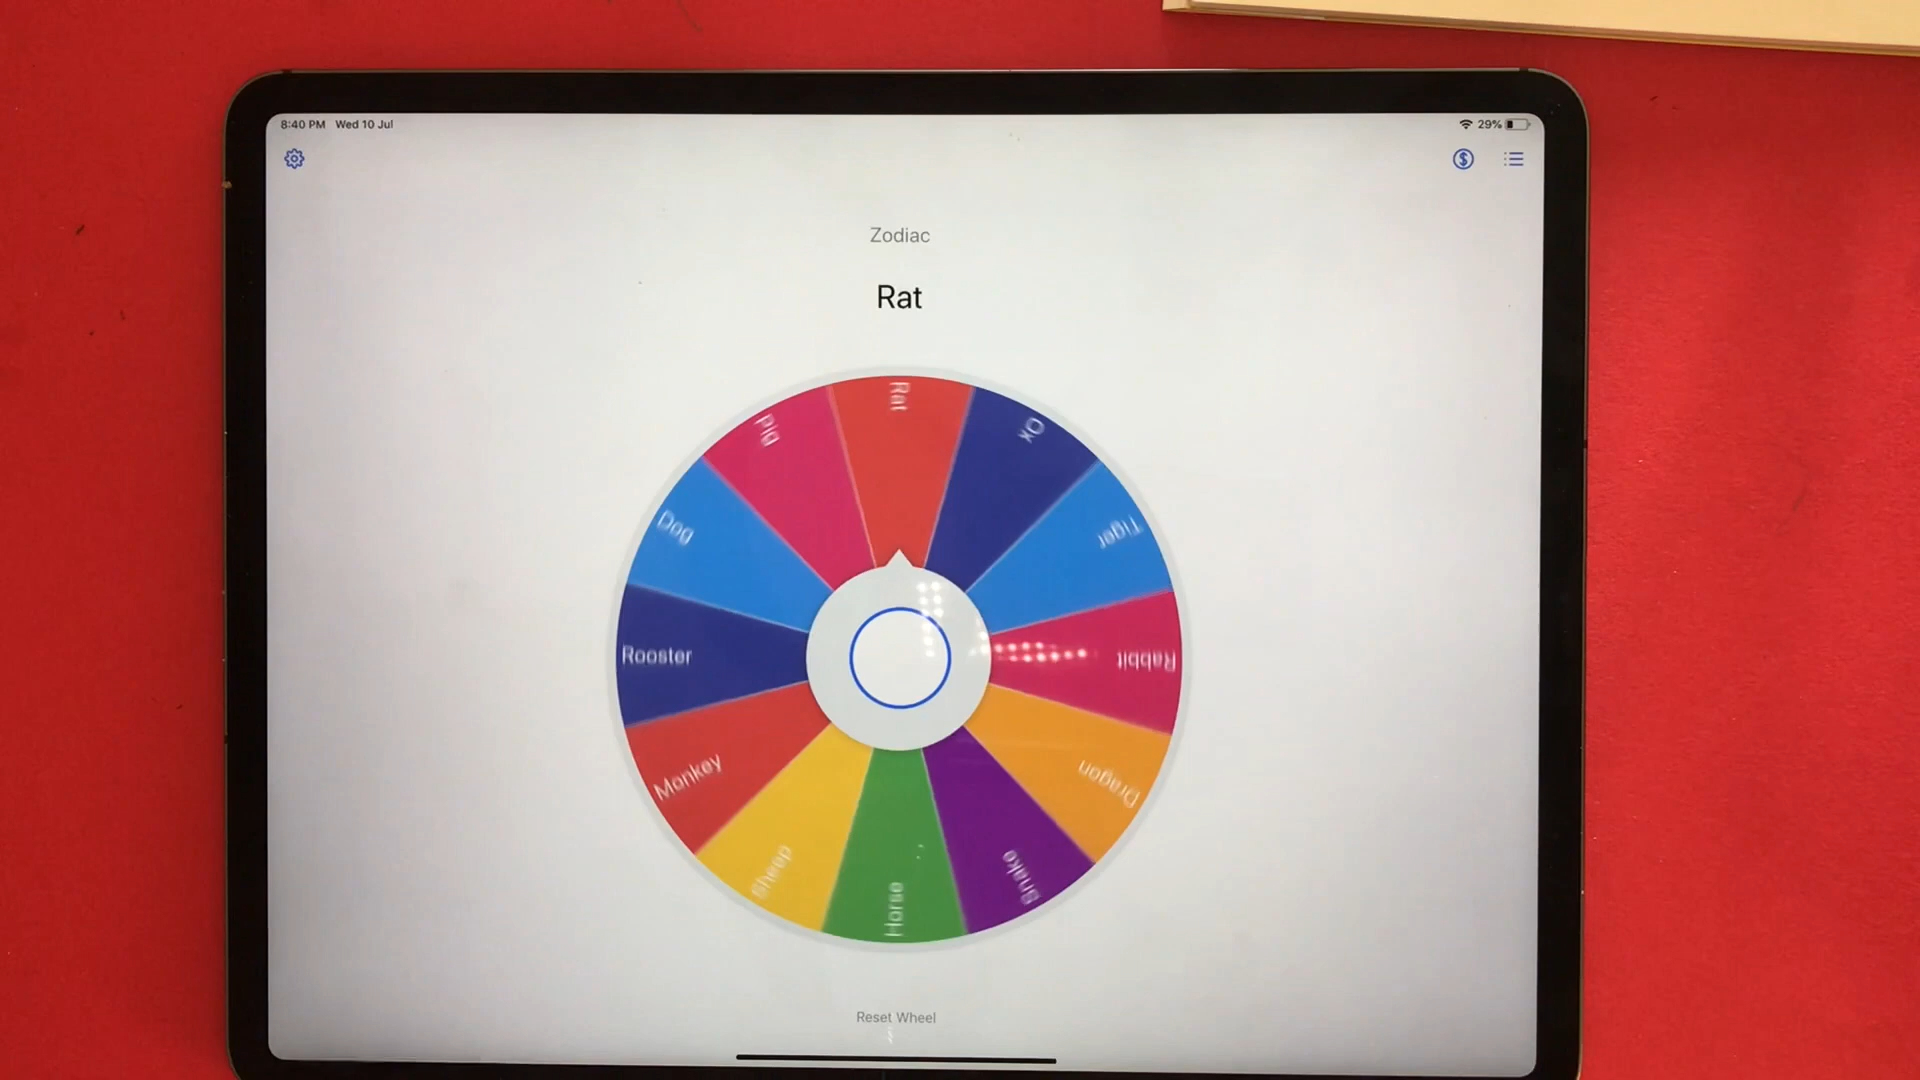 8:40 PM Wed 10 Jul
29%
Zodiac
Rat
Rat
Ox
Tiger
Rabbit
Dragon
Snake
Horse
Sheep
Monkey
Rooster
Dog
Pig
Reset Wheel